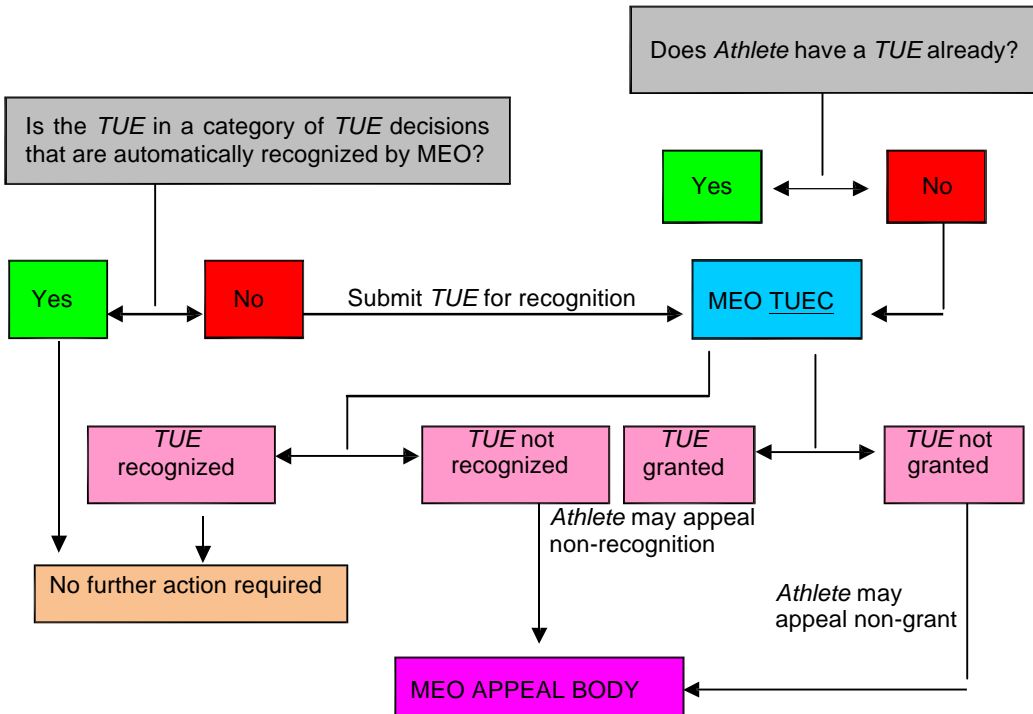 Does Athlete have a TUE already?
Is the TUE in a category of TUE decisions
that are automatically recognized by MEO?
Yes
No
Yes
No
Submit TUE for recognition
MEO TUEC
TUE
recognized
TUE not
recognized
TUE
granted
TUE not
granted
Athlete may appeal
non-recognition
No further action required
Athlete may
appeal non-grant
MEO APPEAL BODY